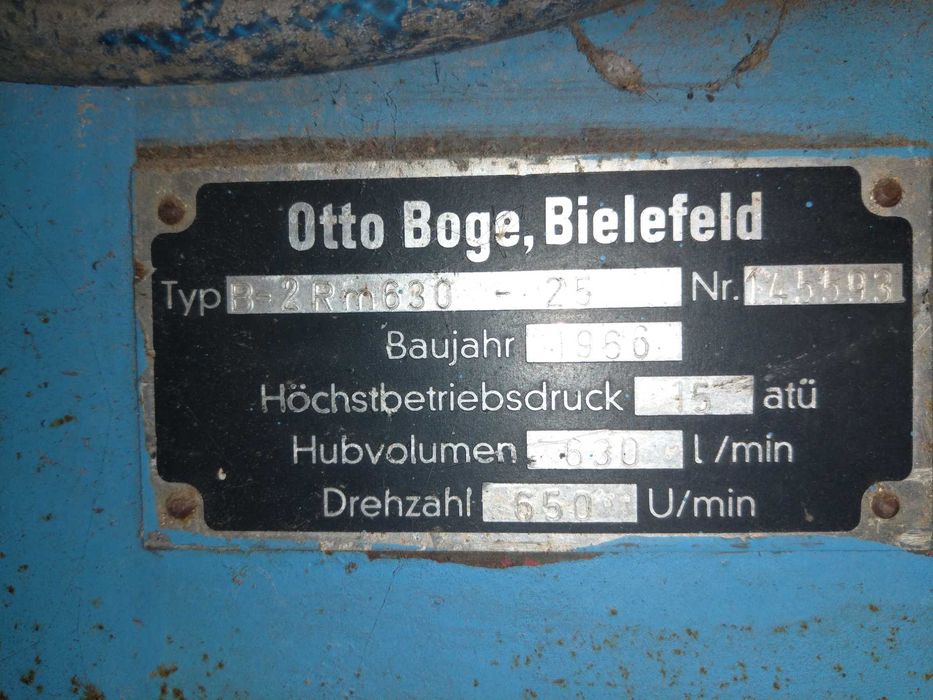 Otto Boge, Bielefeld
Typ B-2Rm630 - 25 Nr. 145593
Baujahr 1966
Höchstbetriebsdruck 15 atü
Hubvolumen 630 l/min
Drehzahl 650 U/min